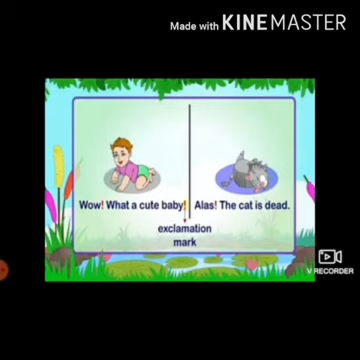 Made with KINEMASTER
Wow! What a cute baby!
Alas! The cat is dead.
exclamation
mark
RECORDER